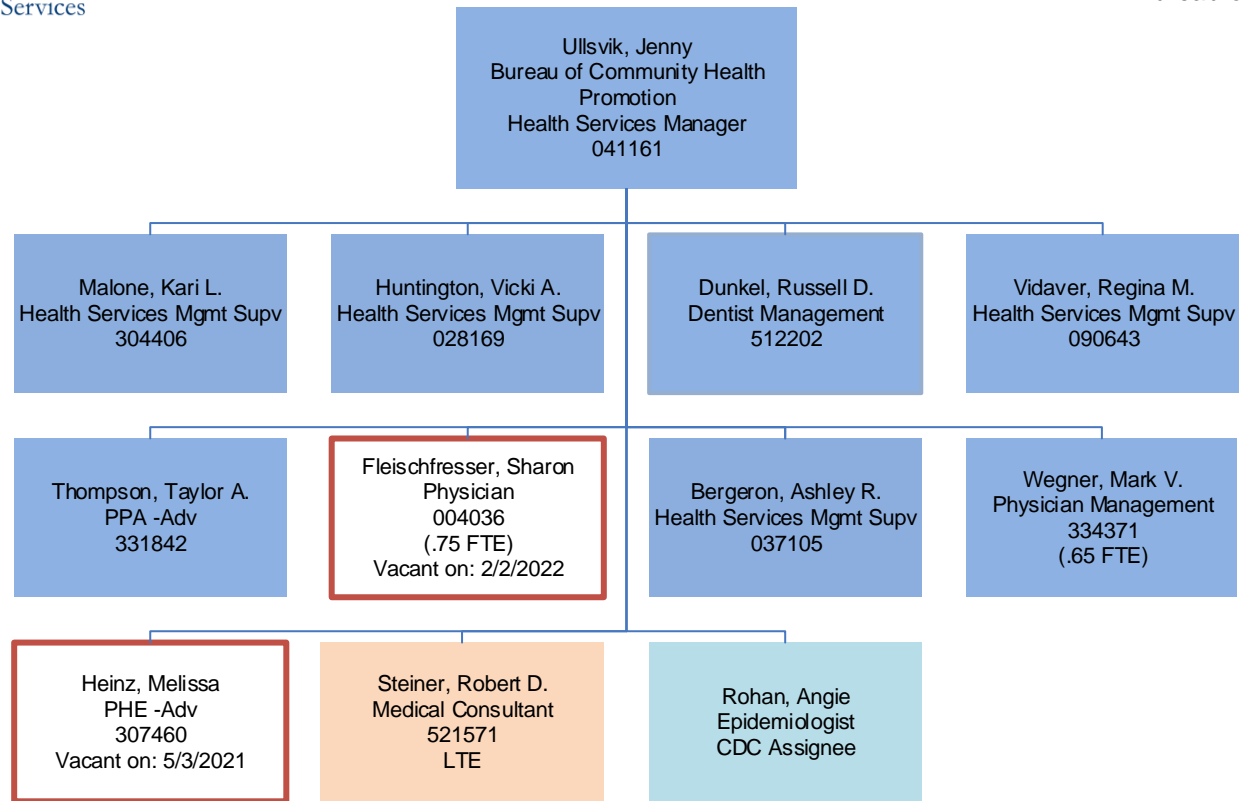 Services
Ullsvik, Jenny
Bureau of Community Health
Promotion
Health Services Manager
041161
Malone, Kari L.
Health Services Mgmt Supv
304406
Huntington, Vicki A.
Health Services Mgmt Supv
028169
Dunkel, Russell D.
Dentist Management
512202
Vidaver, Regina M.
Health Services Mgmt Supv
090643
Thompson, Taylor A.
PPA -Adv
331842
Fleischfresser, Sharon
Physician
004036
(.75 FTE)
Vacant on: 2/2/2022
Bergeron, Ashley R.
Health Services Mgmt Supv
037105
Wegner, Mark V.
Physician Management
334371
(.65 FTE)
Heinz, Melissa
PHE -Adv
307460
Vacant on: 5/3/2021
Steiner, Robert D.
Medical Consultant
521571
LTE
Rohan, Angie
Epidemiologist
CDC Assignee